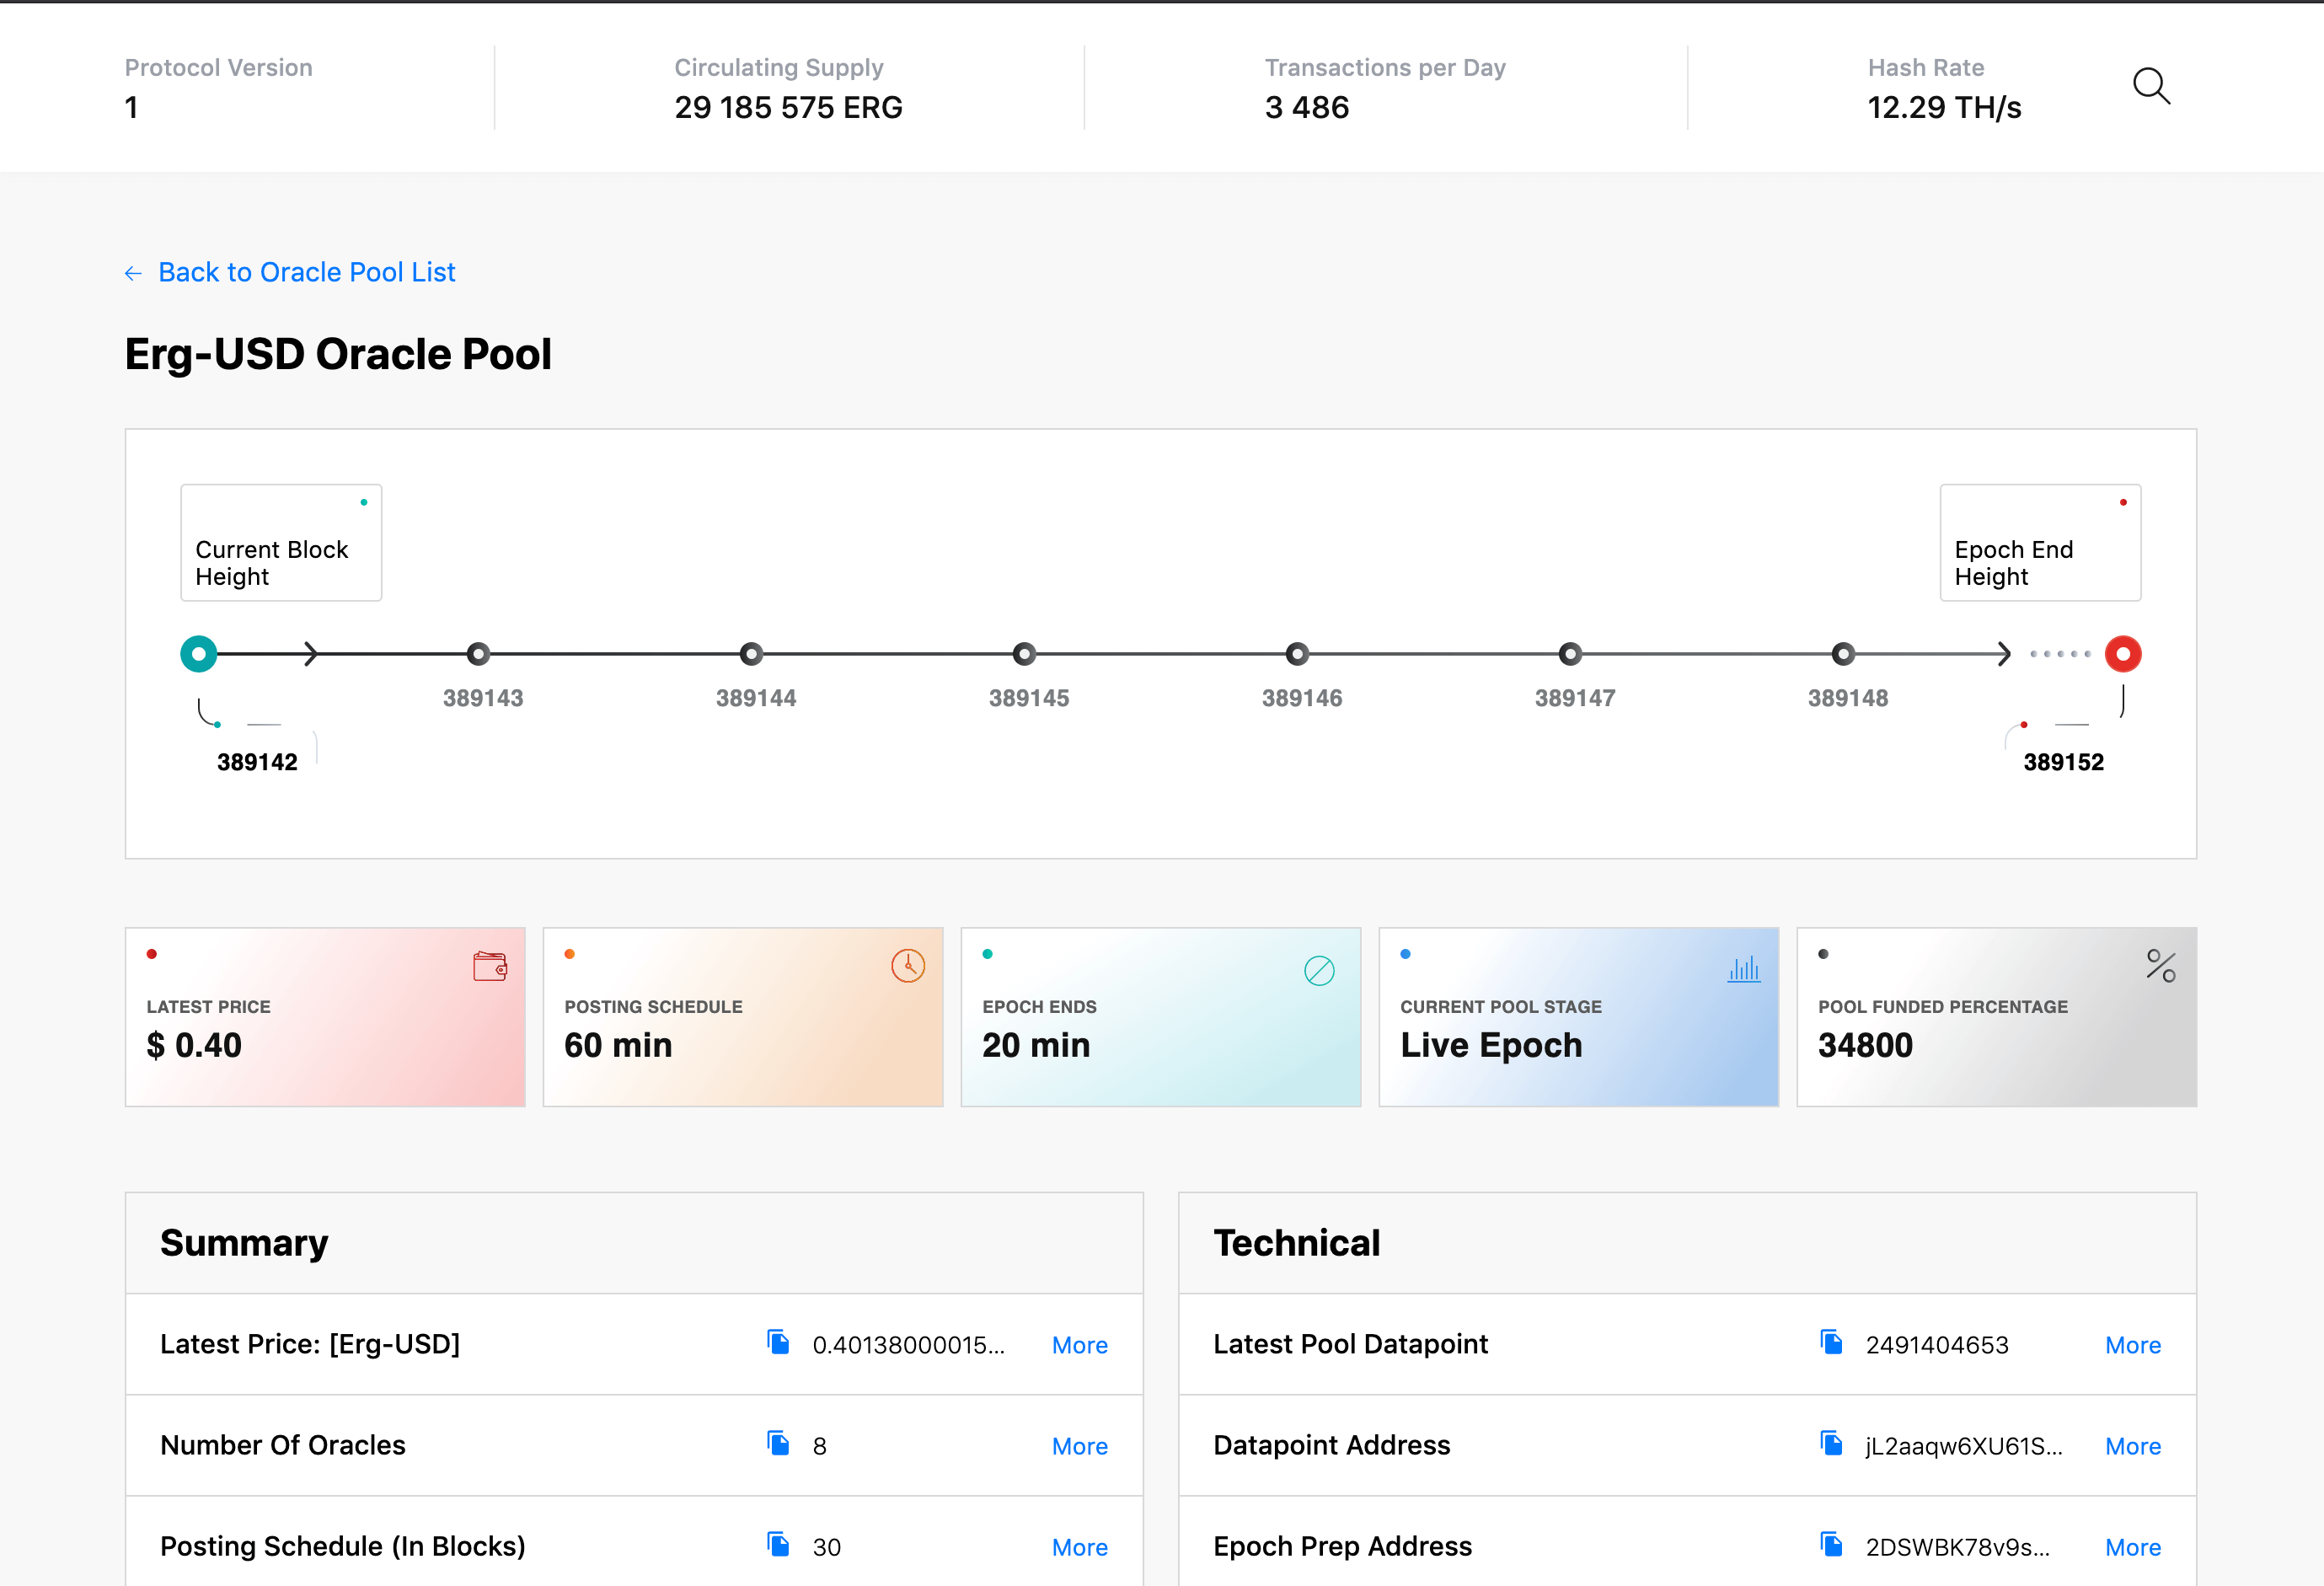 Protocol Version
1
Circulating Supply
29 185 575 ERG
Transactions per Day
3 486
Hash Rate
12.29 TH/s
← Back to Oracle Pool List
Erg-USD Oracle Pool
Current Block
Height
Epoch End
Height
389143
389144
389145
389146
389147
389148
389142
389152
LATEST PRICE
$ 0.40
POSTING SCHEDULE
60 min
EPOCH ENDS
20 min
CURRENT POOL STAGE
Live Epoch
POOL FUNDED PERCENTAGE
34800
Summary
Latest Price: [Erg-USD] 0.40138000015... More
Number Of Oracles 8 More
Posting Schedule (In Blocks) 30 More
Technical
Latest Pool Datapoint 2491404653 More
Datapoint Address jL2aaqw6XU61S... More
Epoch Prep Address 2DSWBK78v9s... More